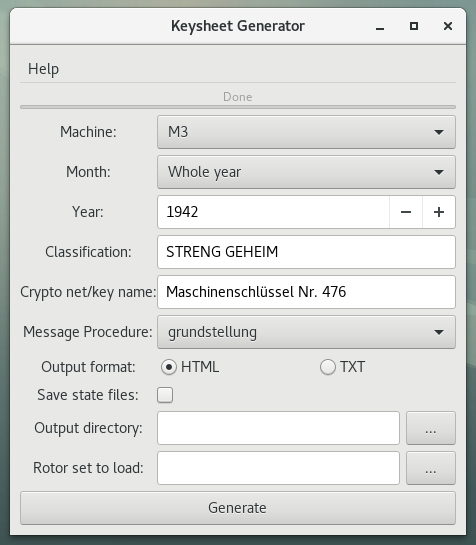 Keysheet Generator
Help
Done
Machine: M3
Month: Whole year
Year: 1942
Classification: STRENG GEHEIM
Crypto net/key name: Maschinenschlüssel Nr. 476
Message Procedure: grundstellung
Output format: HTML TXT
Save state files:
Output directory: ...
Rotor set to load: ...
Generate